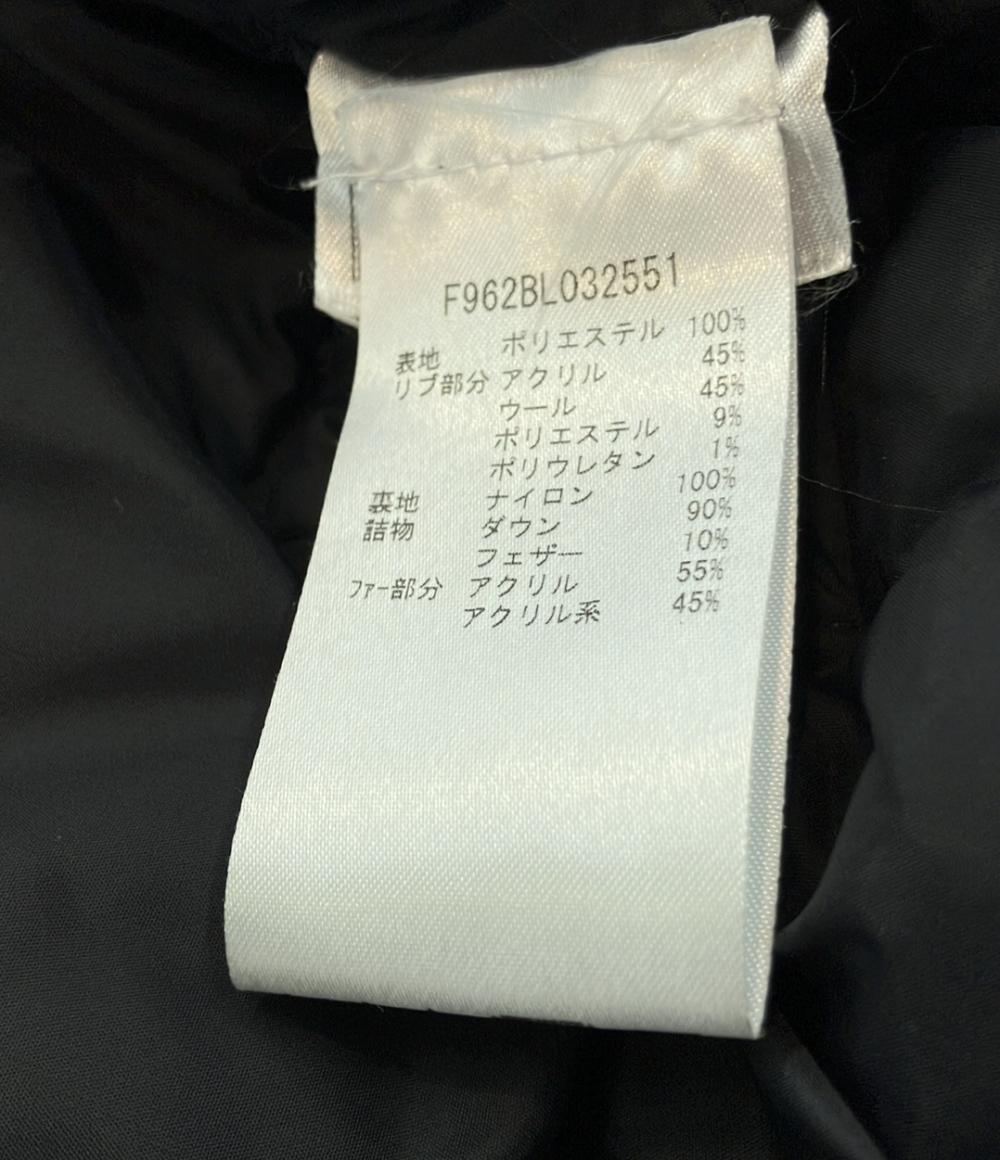 F962BL032551
表地 ポリエステル 100%
リブ部分 アクリル 45%
ウール 45%
ポリエステル 9%
ポリウレタン 1%
裏地 ナイロン 100%
詰物 ダウン 90%
フェザー 10%
ファー部分 アクリル 55%
アクリル系 45%